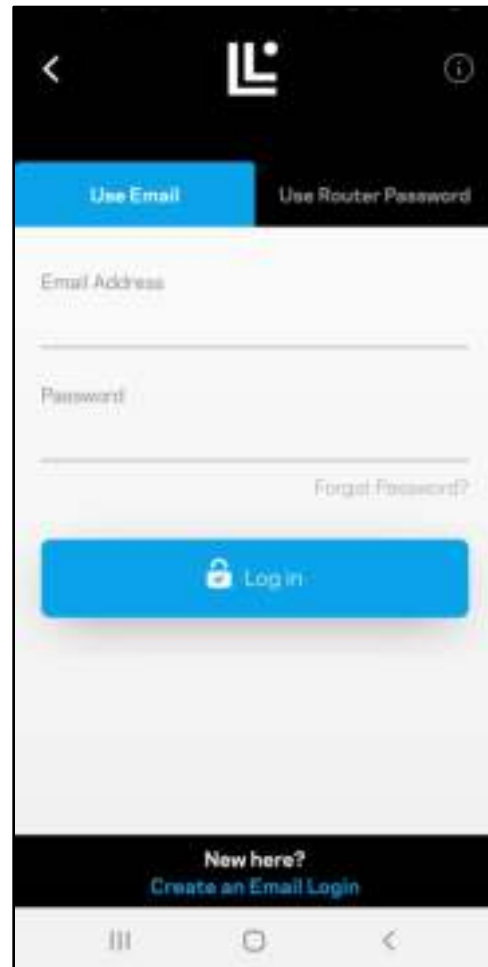 Use Email
Use Router Password
Email Address
Password
Forgot Password?
Log in
New here?
Create an Email Login